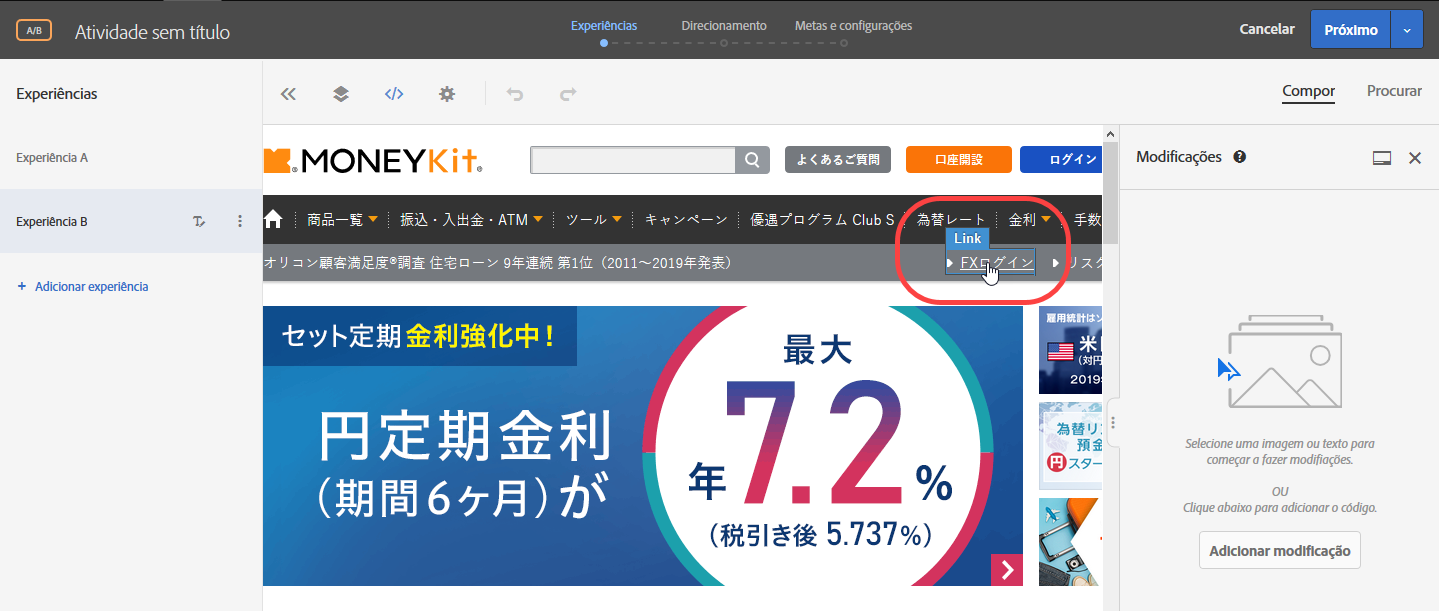 A/B
Atividade sem título
Experiências Direcionamento Metas e configurações
Cancelar
Próximo
Experiências
Compor Procurar
Experiência A
Experiência B
+ Adicionar experiência
MONEYKit
よくあるご質問
口座開設
ログイン
商品一覧 振込・入出金・ATM ツール キャンペーン 優遇プログラム Club S 為替レート 金利 手数
Link
オリコン顧客満足度®調査 住宅ローン 9年連続 第1位（2011〜2019年発表）
FXログイン リスク
セット定期 金利強化中！
円定期金利
（期間6ヶ月）が
最大
年7.2%
（税引き後 5.737%）
雇用統計は
米
（対円
2019
為替リ
預金
円スター
Modificações
Selecione uma imagem ou texto para
começar a fazer modifiações.
OU
Clique abaixo para adicionar o código.
Adicionar modificação